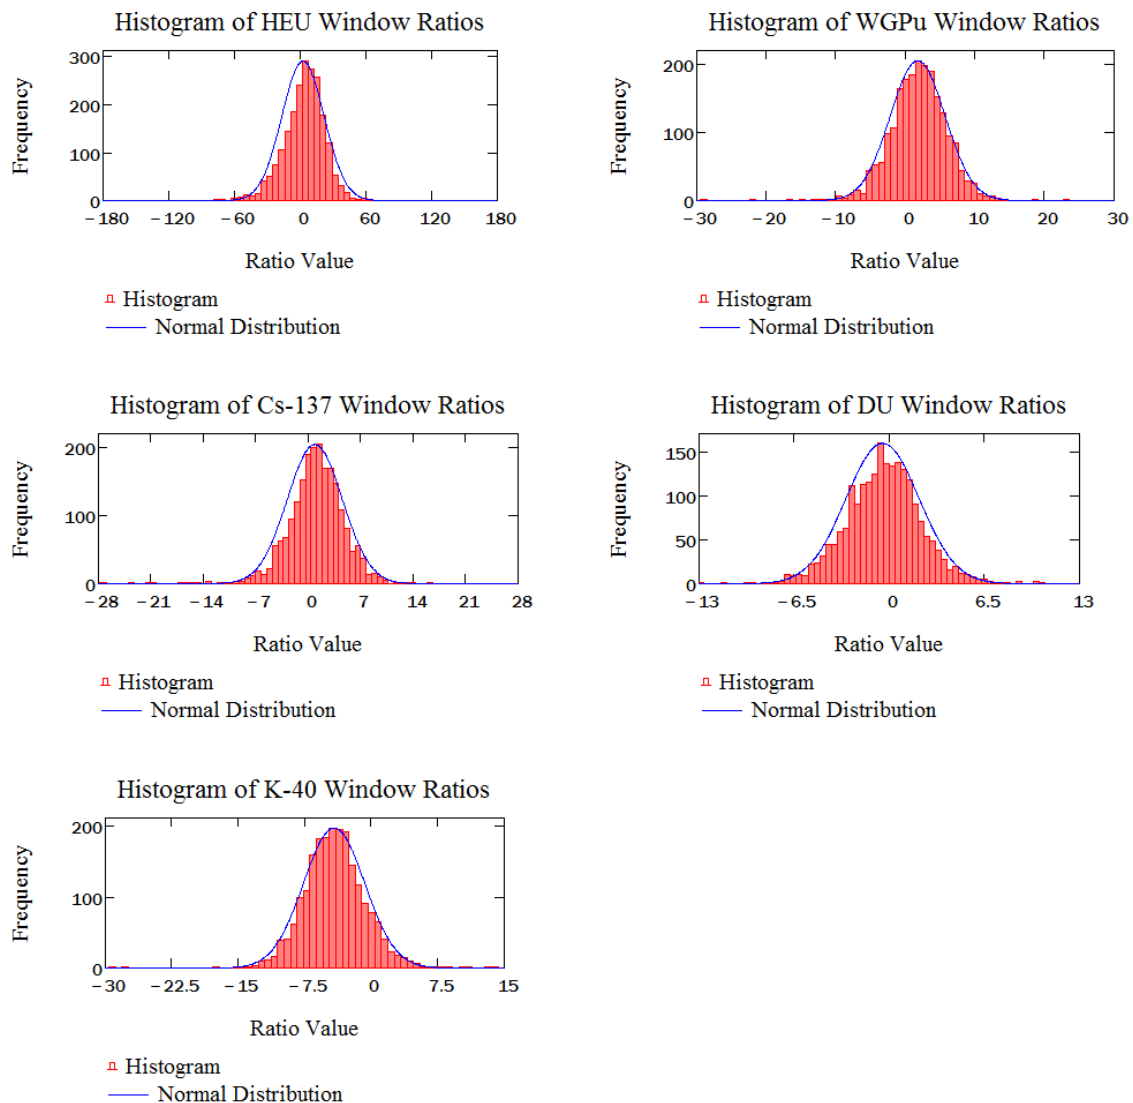 Histogram of HEU Window Ratios
Frequency
300
200
100
0
-180 -120 -60 0 60 120 180
Ratio Value
Histogram
Normal Distribution
Histogram of WGPu Window Ratios
Frequency
200
100
0
-30 -20 -10 0 10 20 30
Ratio Value
Histogram
Normal Distribution
Histogram of Cs-137 Window Ratios
Frequency
200
100
0
-28 -21 -14 -7 0 7 14 21 28
Ratio Value
Histogram
Normal Distribution
Histogram of DU Window Ratios
Frequency
150
100
50
0
-13 -6.5 0 6.5 13
Ratio Value
Histogram
Normal Distribution
Histogram of K-40 Window Ratios
Frequency
200
100
0
-30 -22.5 -15 -7.5 0 7.5 15
Ratio Value
Histogram
Normal Distribution